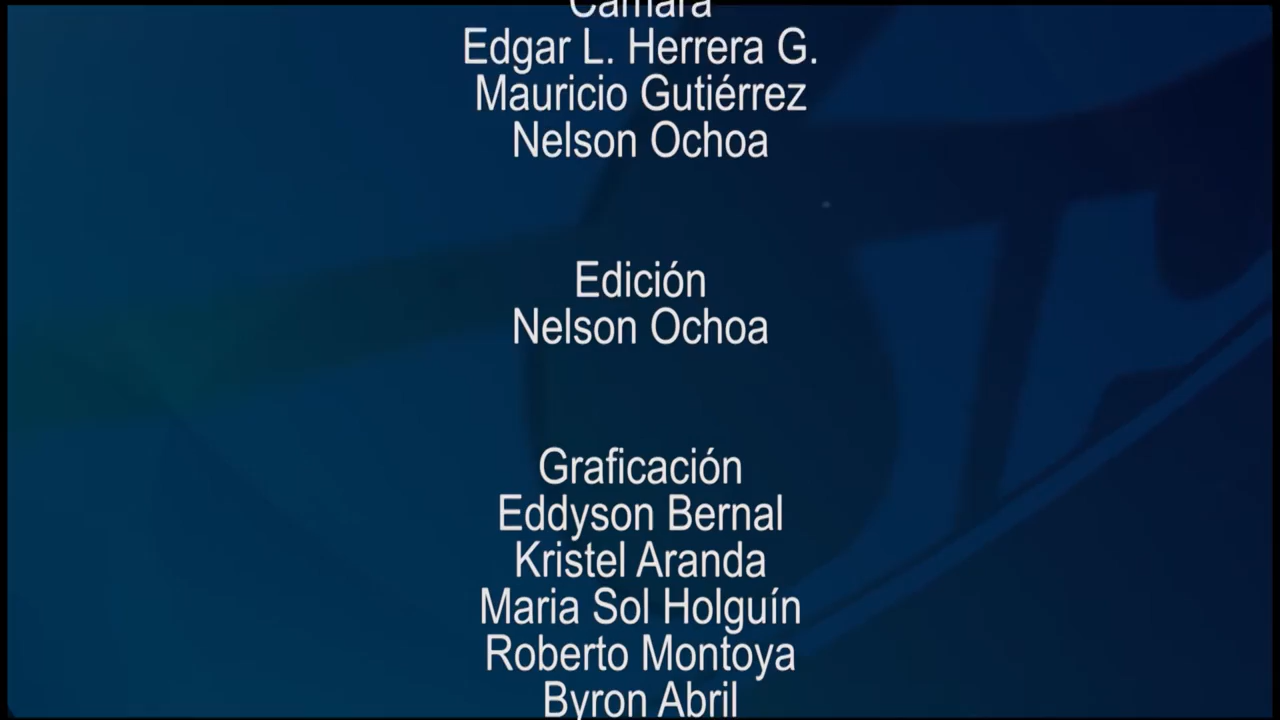 Cámara
Edgar L. Herrera G.
Mauricio Gutiérrez
Nelson Ochoa
Edición
Nelson Ochoa
Graficación
Eddyson Bernal
Kristel Aranda
Maria Sol Holguín
Roberto Montoya
Byron Abril